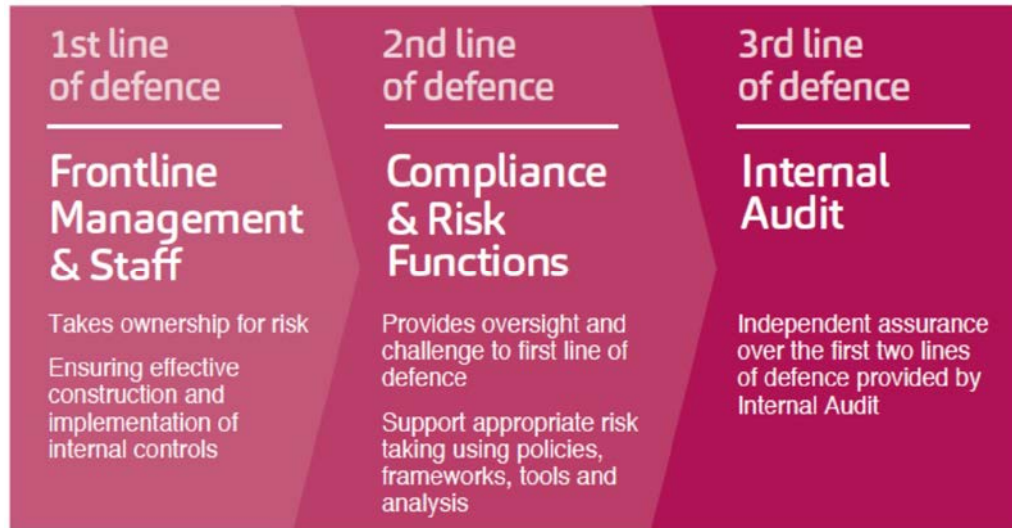 1st line
of defence
Frontline
Management
& Staff
Takes ownership for risk
Ensuring effective
construction and
implementation of
internal controls
2nd line
of defence
Compliance
& Risk
Functions
Provides oversight and
challenge to first line of
defence
Support appropriate risk
taking using policies,
frameworks, tools and
analysis
3rd line
of defence
Internal
Audit
Independent assurance
over the first two lines
of defence provided by
Internal Audit